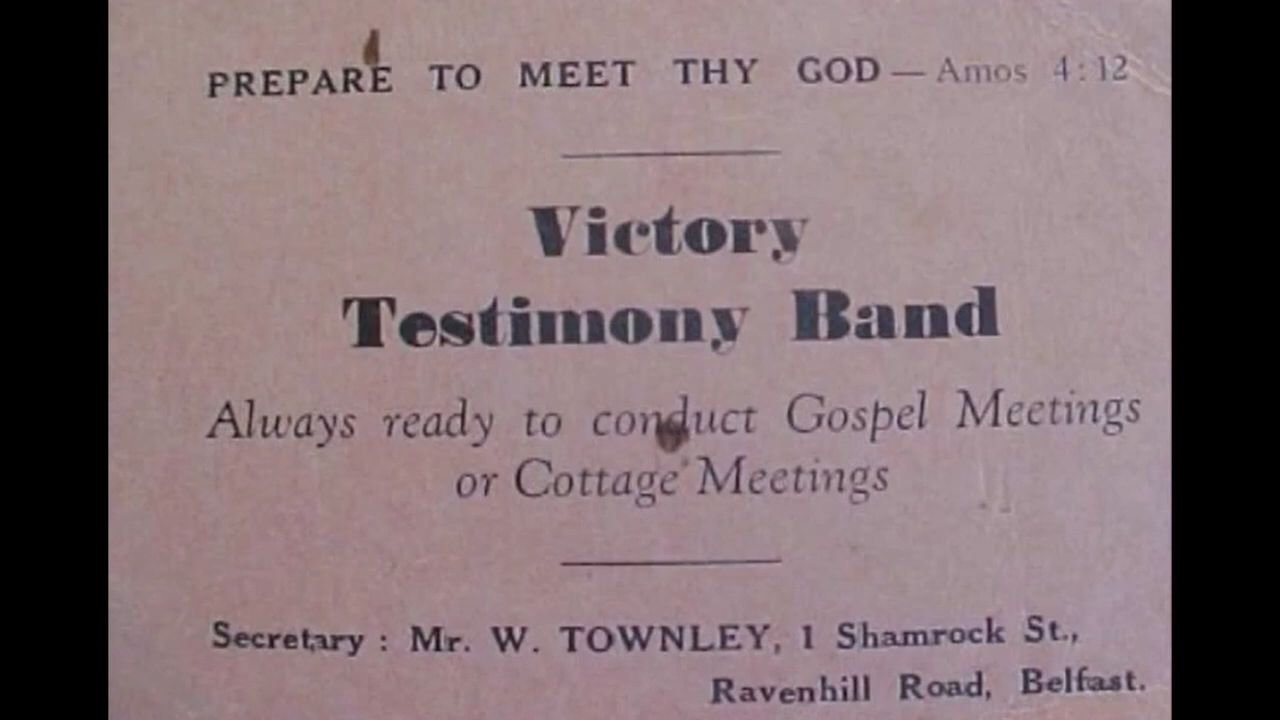 PREPARE TO MEET THY GOD — Amos 4:12
Victory
Testimony Band
Always ready to conduct Gospel Meetings
or Cottage Meetings
Secretary : Mr. W. TOWNLEY, 1 Shamrock St.,
Ravenhill Road, Belfast.